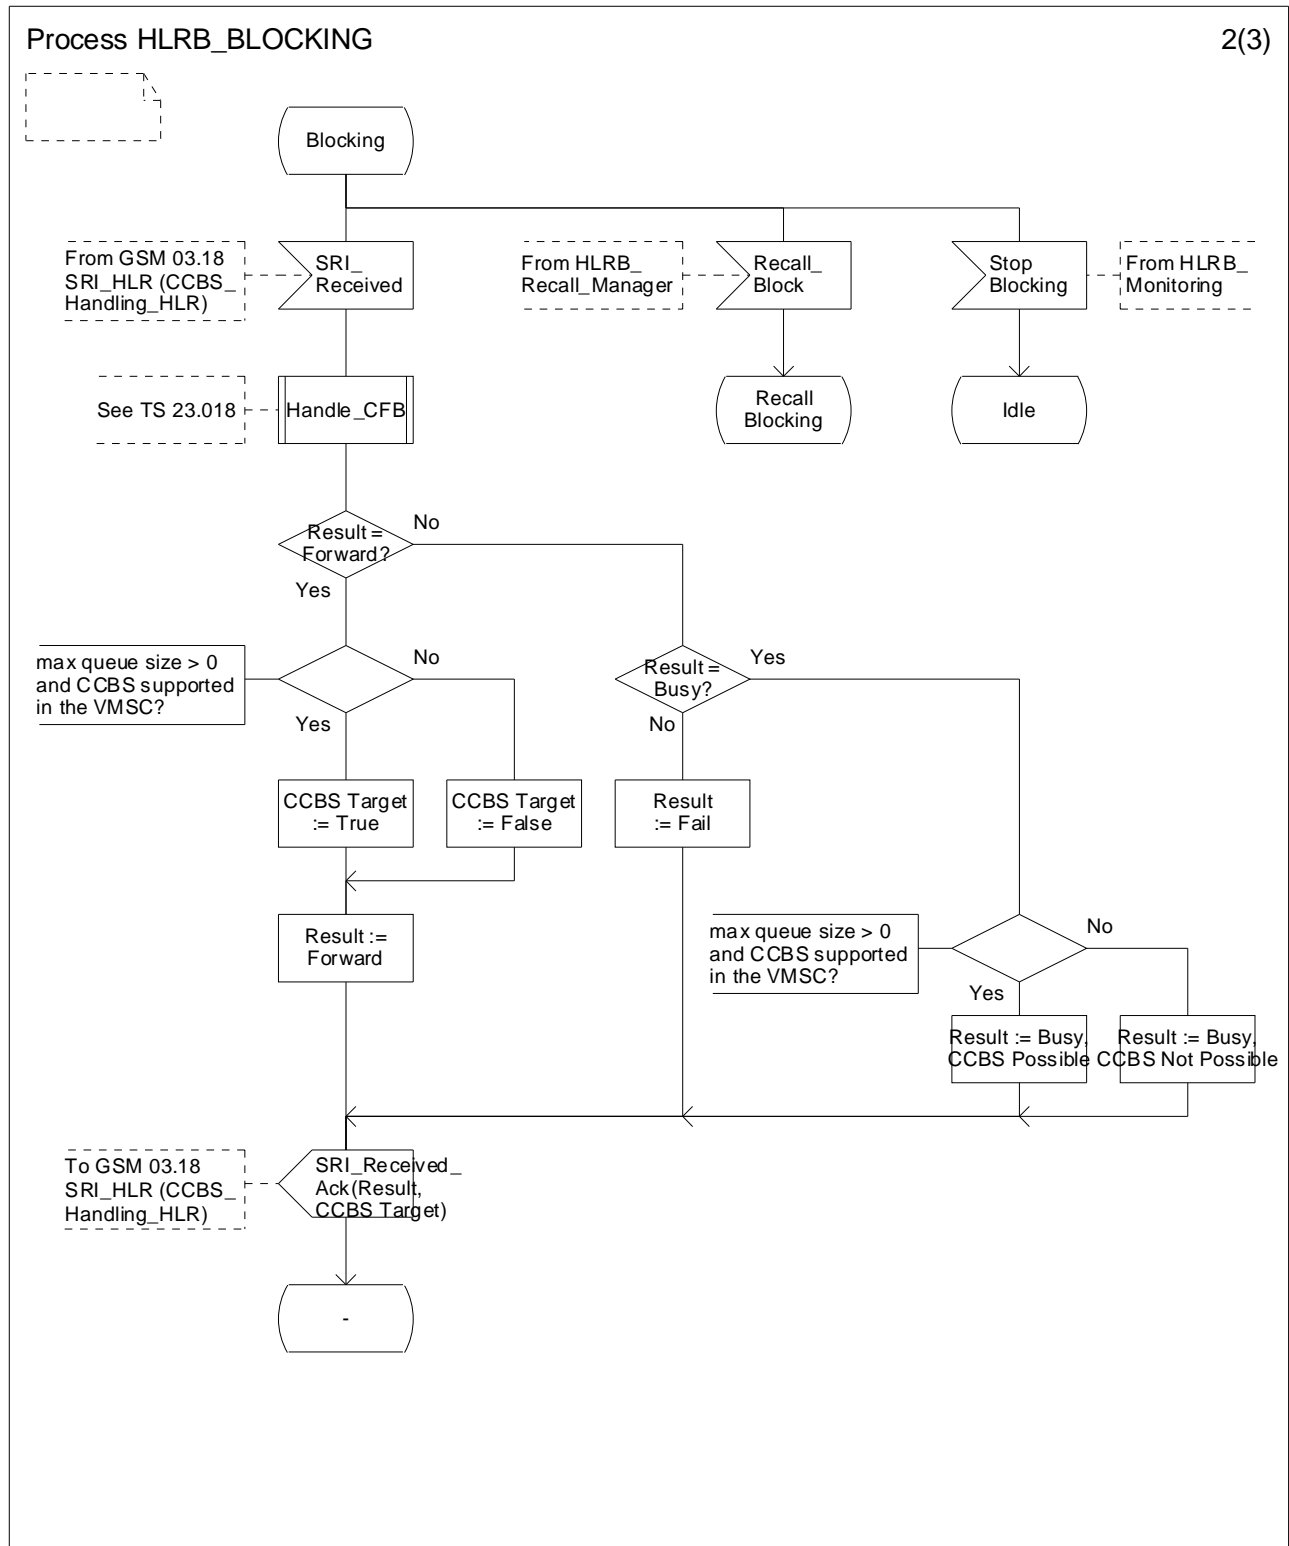 Process HLRB_BLOCKING
2(3)
Blocking
From GSM 03.18
SRI_HLR (CCBS_
Handling_HLR)
SRI_
Received
From HLRB_
Recall_Manager
Recall_
Block
Stop
Blocking
From HLRB_
Monitoring
See TS 23.018
Handle_CFB
Recall
Blocking
Idle
Result =
Forward?
No
Yes
max queue size > 0
and CCBS supported
in the VMSC?
No
Yes
Result =
Busy?
Yes
No
CCBS Target
:= True
CCBS Target
:= False
Result
:= Fail
Result :=
Forward
max queue size > 0
and CCBS supported
in the VMSC?
No
Yes
Result := Busy,
CCBS Possible
Result := Busy,
CCBS Not Possible
To GSM 03.18
SRI_HLR (CCBS_
Handling_HLR)
SRI_Received_
Ack(Result,
CCBS Target)
-